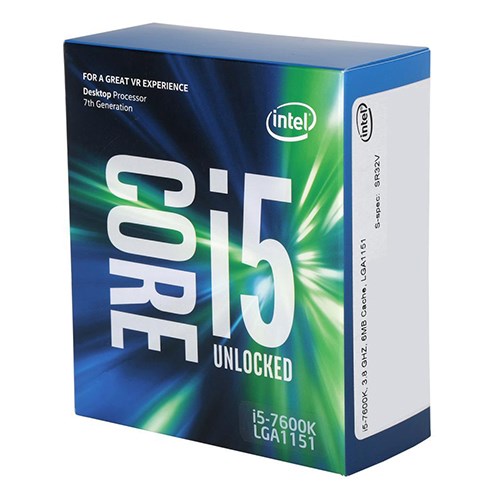 FOR A GREAT VR EXPERIENCE
Desktop Processor
7th Generation
intel
CORE
i5
UNLOCKED
i5-7600K
LGA1151
intel
S-spec: SR32V
i5-7600K, 3.8 GHZ, 6MB Cache, LGA1151